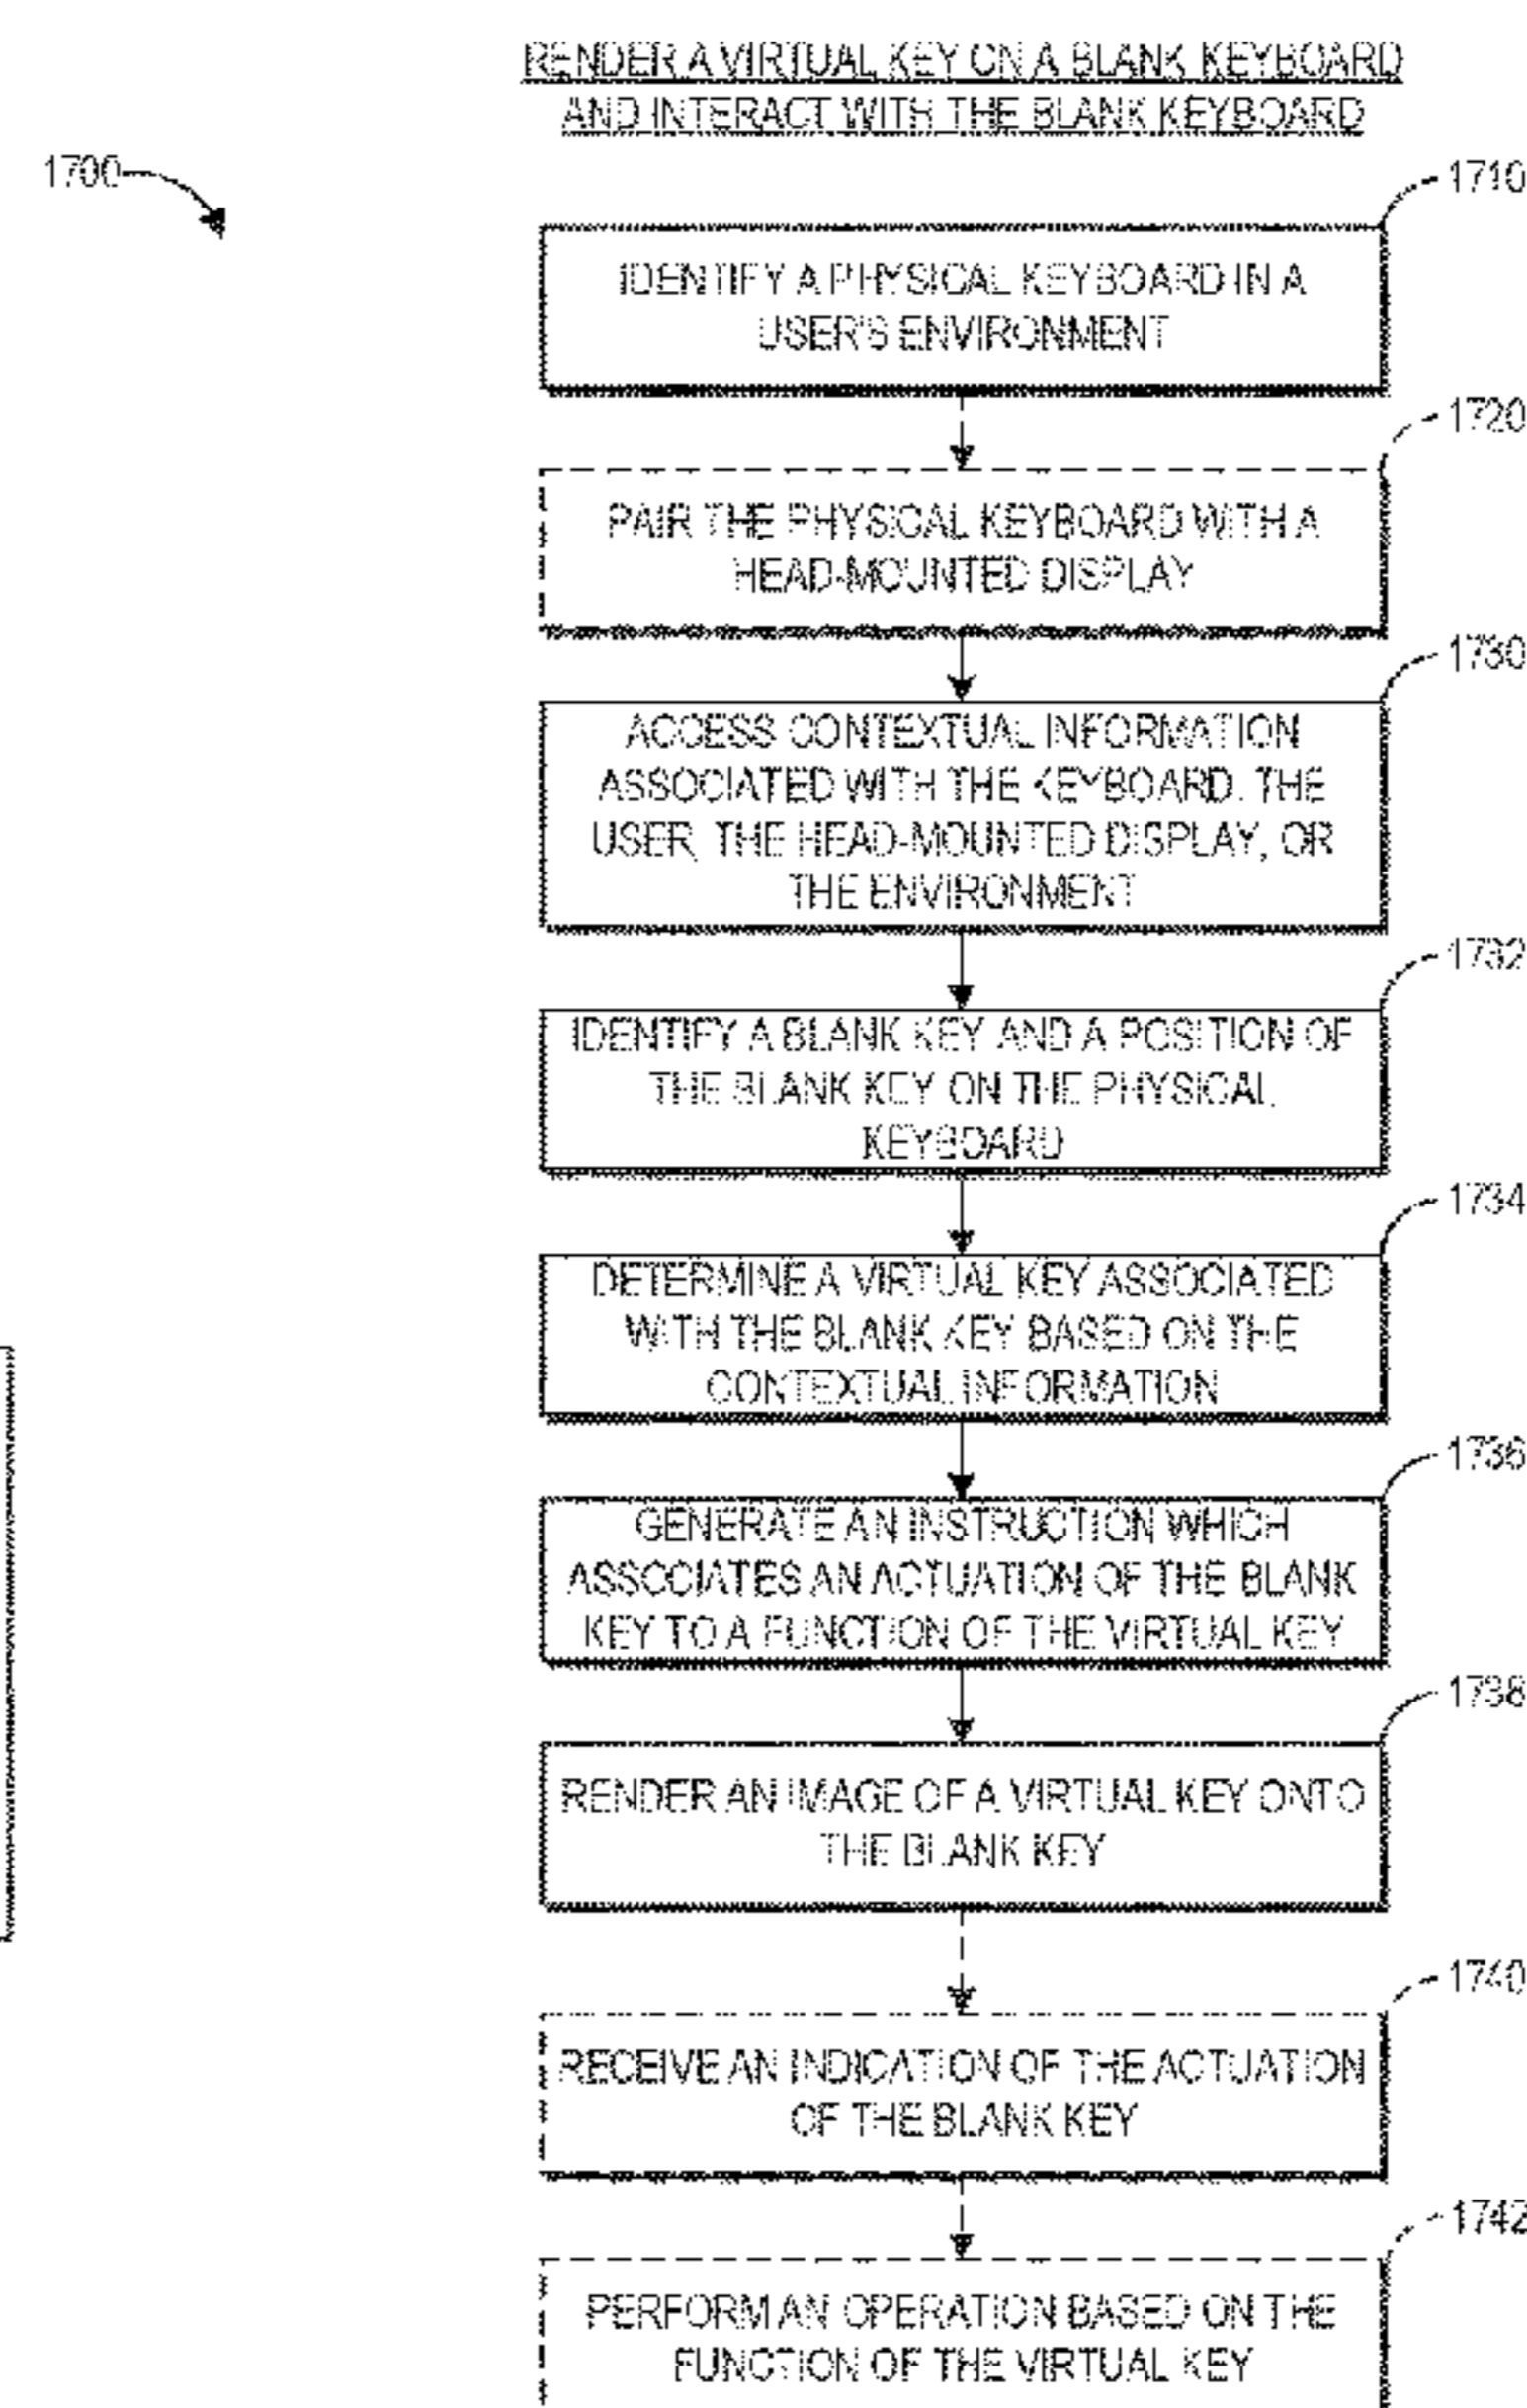 RENDER A VIRTUAL KEY ON A BLANK KEYBOARD
AND INTERACT WITH THE BLANK KEYBOARD
1700
1710
IDENTIFY A PHYSICAL KEYBOARD IN A
USER'S ENVIRONMENT
1720
PAIR THE PHYSICAL KEYBOARD WITH A
HEAD-MOUNTED DISPLAY
1730
ACCESS CONTEXTUAL INFORMATION
ASSOCIATED WITH THE KEYBOARD, THE
USER, THE HEAD-MOUNTED DISPLAY, OR
THE ENVIRONMENT
1732
IDENTIFY A BLANK KEY AND A POSITION OF
THE BLANK KEY ON THE PHYSICAL
KEYBOARD
1734
DETERMINE A VIRTUAL KEY ASSOCIATED
WITH THE BLANK KEY BASED ON THE
CONTEXTUAL INFORMATION
1736
GENERATE AN INSTRUCTION WHICH
ASSOCIATES AN ACTUATION OF THE BLANK
KEY TO A FUNCTION OF THE VIRTUAL KEY
1738
RENDER AN IMAGE OF A VIRTUAL KEY ONTO
THE BLANK KEY
1740
RECEIVE AN INDICATION OF THE ACTUATION
OF THE BLANK KEY
1742
PERFORM AN OPERATION BASED ON THE
FUNCTION OF THE VIRTUAL KEY